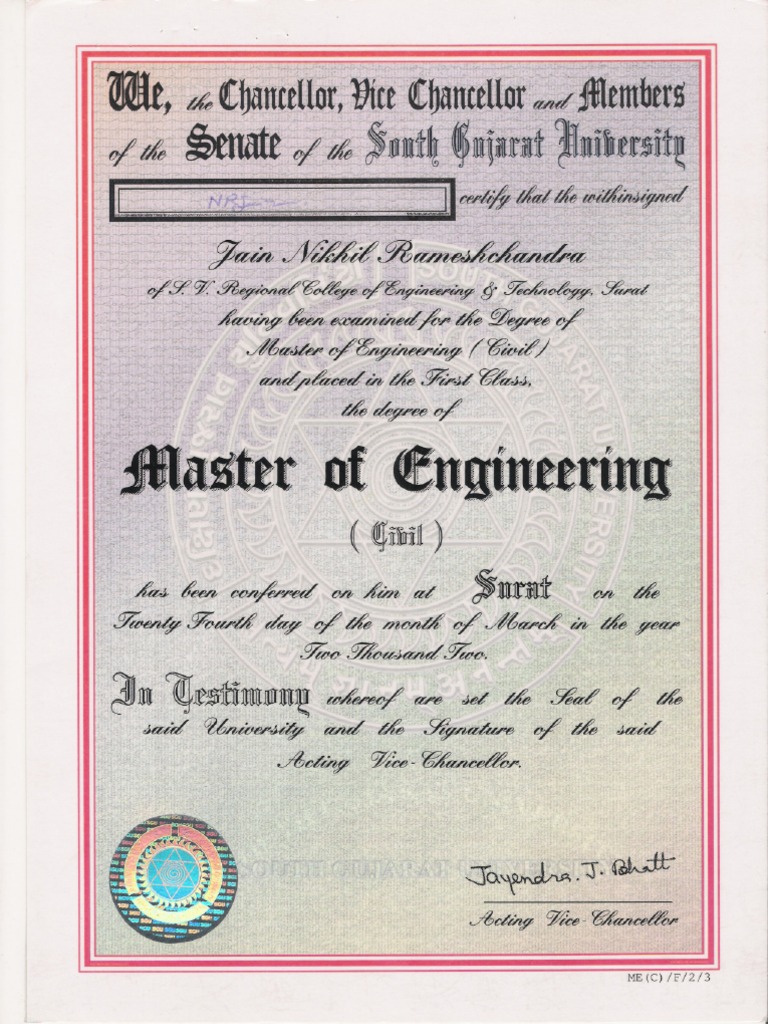 We, the Chancellor, Vice Chancellor and Members
of the Senate of the South Gujarat University
certify that the withinsigned
Jain Nikhil Rameshchandra
of S. V. Regional College of Engineering & Technology, Surat
having been examined for the Degree of
Master of Engineering ( Civil )
and placed in the First Class,
the degree of
Master of Engineering
( Civil )
has been conferred on him at Surat on the
Twenty Fourth day of the month of March in the year
Two Thousand Two.
In Testimony whereof are set the Seal of the
said University and the Signature of the said
Acting Vice-Chancellor.
Jayendra. J. Bhatt
Acting Vice-Chancellor
ME(C)/F/2/3